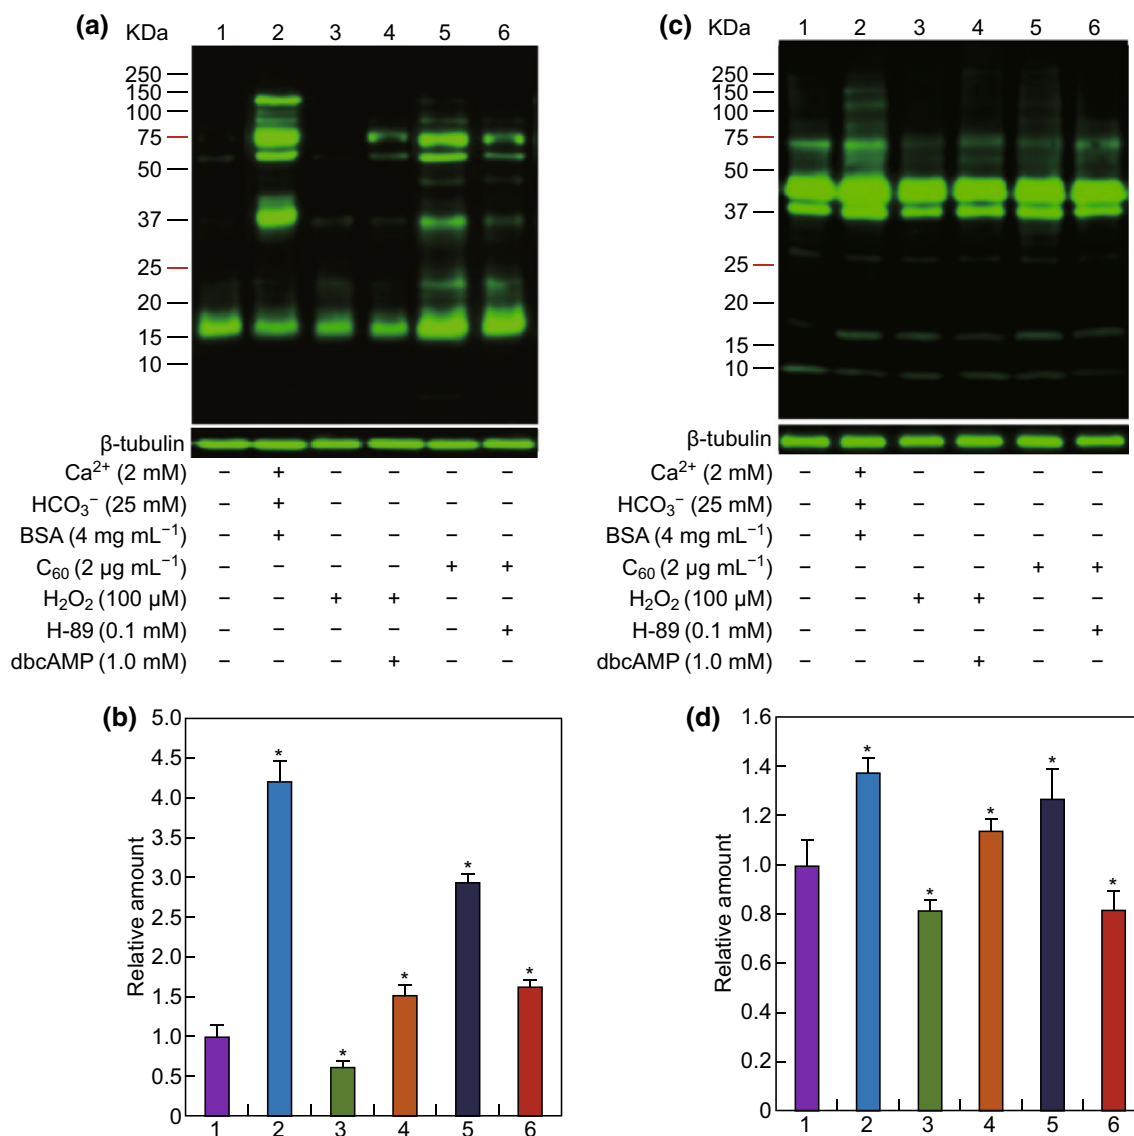 (a) KDa 1 2 3 4 5 6
250
150
100
75
50
37
25
20
15
10
β-tubulin
Ca²⁺ (2 mM) − + − − − −
HCO₃⁻ (25 mM) − + − − − −
BSA (4 mg mL⁻¹) − + − − − −
C₆₀ (2 µg mL⁻¹) − − − − + +
H₂O₂ (100 µM) − − + + − −
H-89 (0.1 mM) − − − − − +
dbcAMP (1.0 mM) − − − + − −
(c) KDa 1 2 3 4 5 6
250
150
100
75
50
37
25
20
15
10
β-tubulin
Ca²⁺ (2 mM) − + − − − −
HCO₃⁻ (25 mM) − + − − − −
BSA (4 mg mL⁻¹) − + − − − −
C₆₀ (2 µg mL⁻¹) − − − − + +
H₂O₂ (100 µM) − − + + − −
H-89 (0.1 mM) − − − − − +
dbcAMP (1.0 mM) − − − + − −
(b)
Relative amount
5.0
4.5
4.0
3.5
3.0
2.5
2.0
1.5
1.0
0.5
0
* * * * *
1 2 3 4 5 6
(d)
Relative amount
1.6
1.4
1.2
1.0
0.8
0.6
0.4
0.2
0
* * * * *
1 2 3 4 5 6